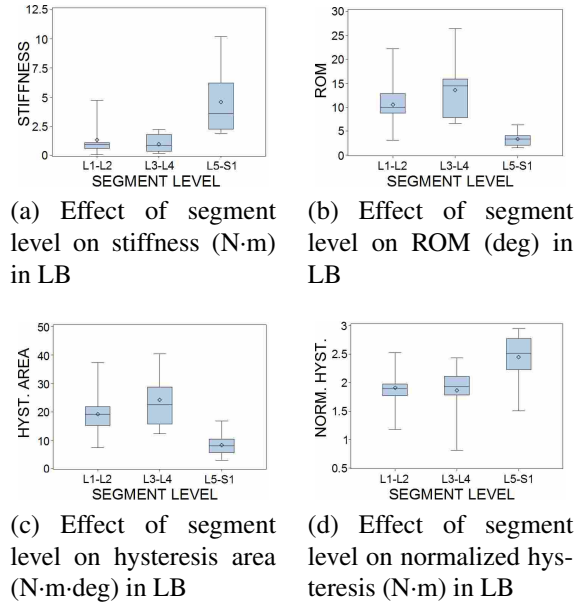 STIFFNESS
12.5
10
7.5
5
2.5
0
L1-L2 L3-L4 L5-S1
SEGMENT LEVEL
(a) Effect of segment
level on stiffness (N·m)
in LB
ROM
30
25
20
15
10
5
0
L1-L2 L3-L4 L5-S1
SEGMENT LEVEL
(b) Effect of segment
level on ROM (deg) in
LB
HYST. AREA
50
40
30
20
10
0
L1-L2 L3-L4 L5-S1
SEGMENT LEVEL
(c) Effect of segment
level on hysteresis area
(N·m·deg) in LB
NORM. HYST.
3
2.5
2
1.5
1
0.5
L1-L2 L3-L4 L5-S1
SEGMENT LEVEL
(d) Effect of segment
level on normalized hys-
teresis (N·m) in LB